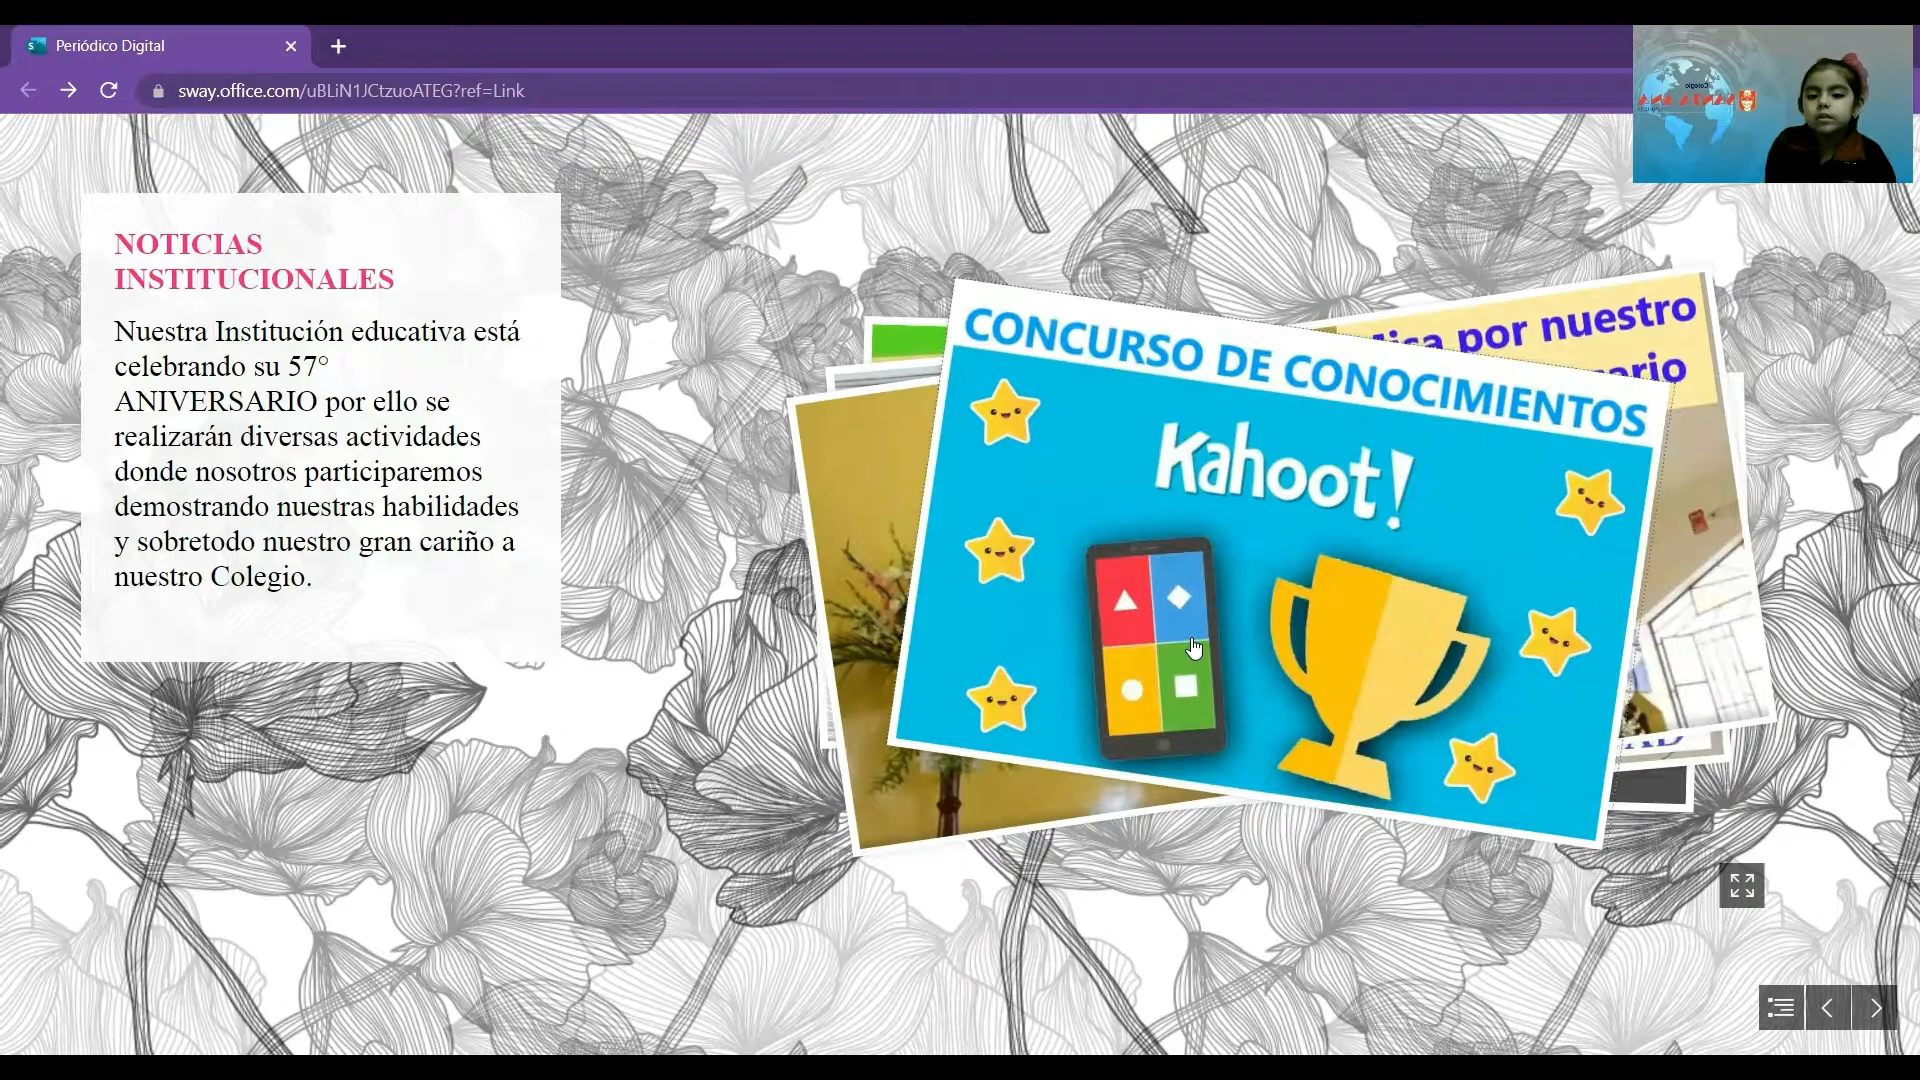 Periódico Digital
sway.office.com/uBLiN1JCtzuoATEG?ref=Link
Colegio
NOTICIAS
INSTITUCIONALES
Nuestra Institución educativa está
celebrando su 57°
ANIVERSARIO por ello se
realizarán diversas actividades
donde nosotros participaremos
demostrando nuestras habilidades
y sobretodo nuestro gran cariño a
nuestro Colegio.
por nuestro
CONCURSO DE CONOCIMIENTOS
Kahoot!